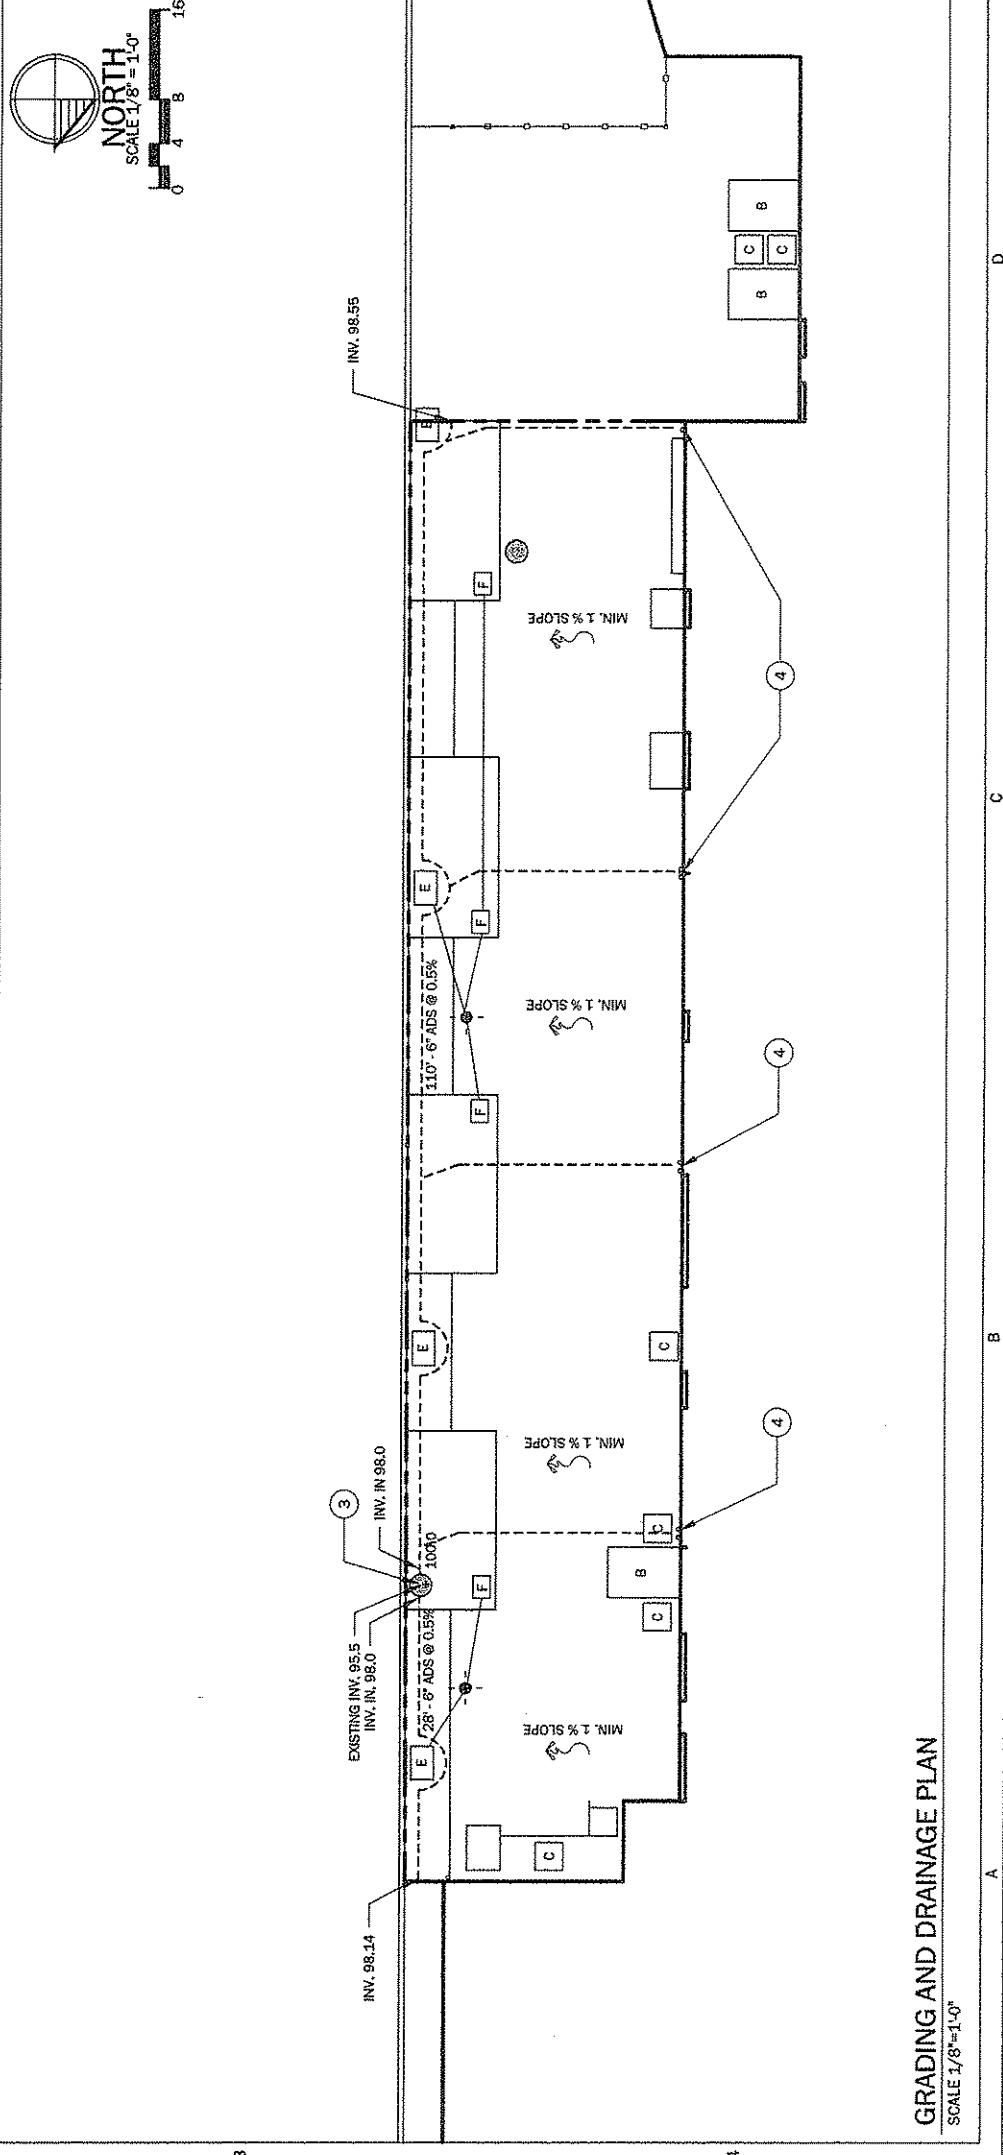 NORTH
SCALE 1/8" = 1'-0"
0 4 8 16
INV. 98.55
EXISTING INV. 95.5
INV. IN. 98.0
3
INV. IN 98.0
INV. 98.14
E
28' - 6" ADS @ 0.5%
E
110' - 6" ADS @ 0.5%
E
E
F
F
F
F
MIN. 1 % SLOPE
MIN. 1 % SLOPE
MIN. 1 % SLOPE
MIN. 1 % SLOPE
C
C
B
C
C
B
C
C
B
4
4
4
GRADING AND DRAINAGE PLAN
SCALE 1/8"=1'-0"
A
B
C
D